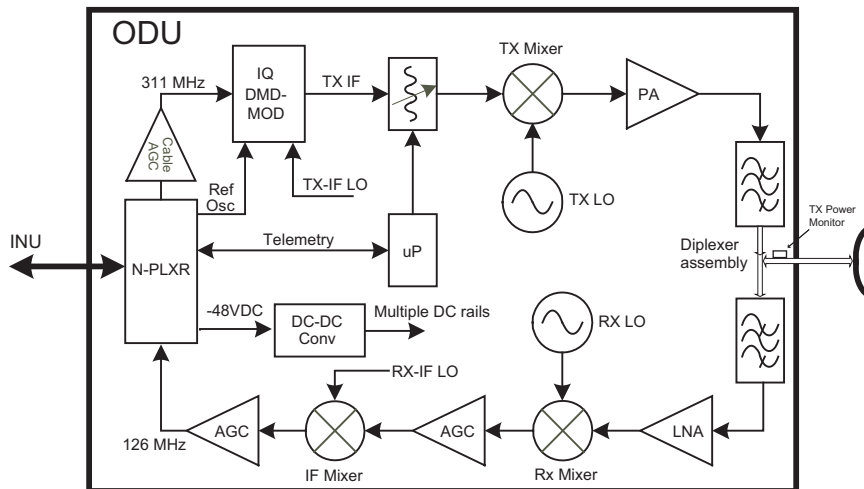 ODU
TX Mixer
311 MHz
IQ
DMD-
MOD
TX IF
PA
Cable
AGC
Ref
Osc
TX-IF LO
TX LO
TX Power
Monitor
INU
N-PLXR
Telemetry
uP
Diplexer
assembly
-48VDC
DC-DC
Conv
Multiple DC rails
RX LO
RX-IF LO
126 MHz
AGC
IF Mixer
AGC
Rx Mixer
LNA